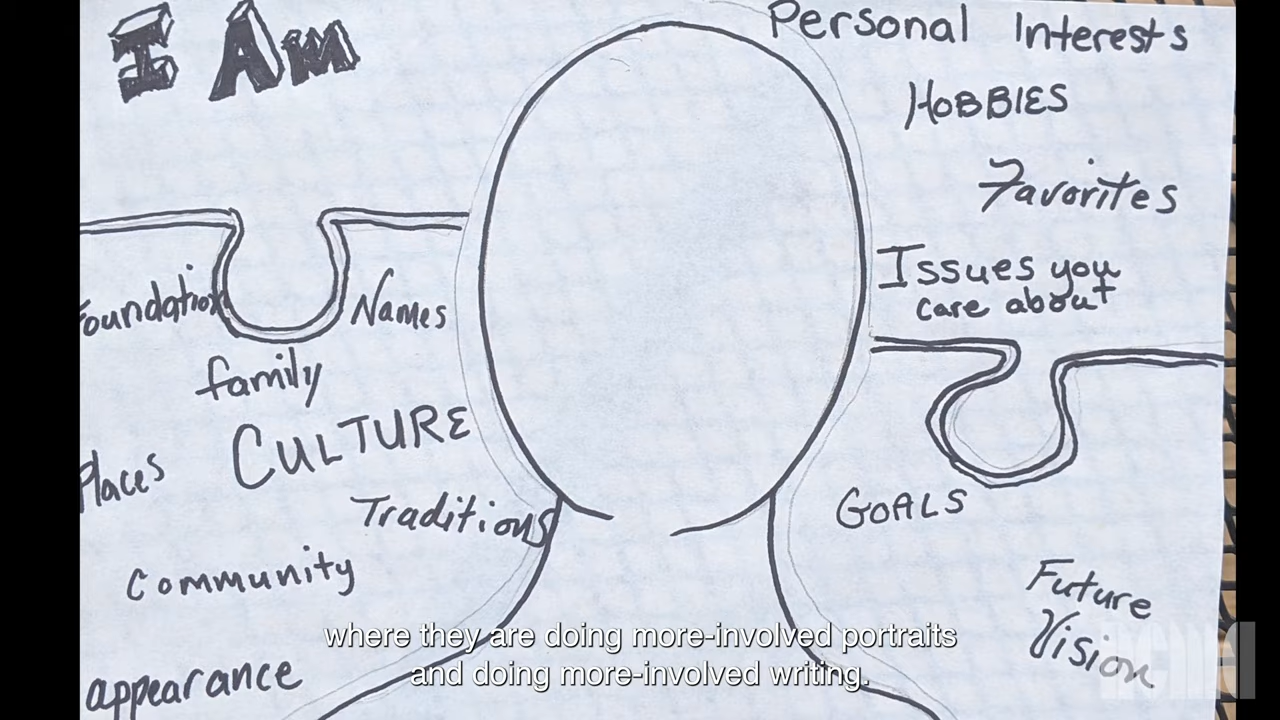 I Am
Personal Interests
HOBBIES
Favorites
Issues you
care about
Foundation
Names
family
CULTURE
Places
Traditions
Community
appearance
GOALS
Future
Vision
where they are doing more-involved portraits
and doing more-involved writing.